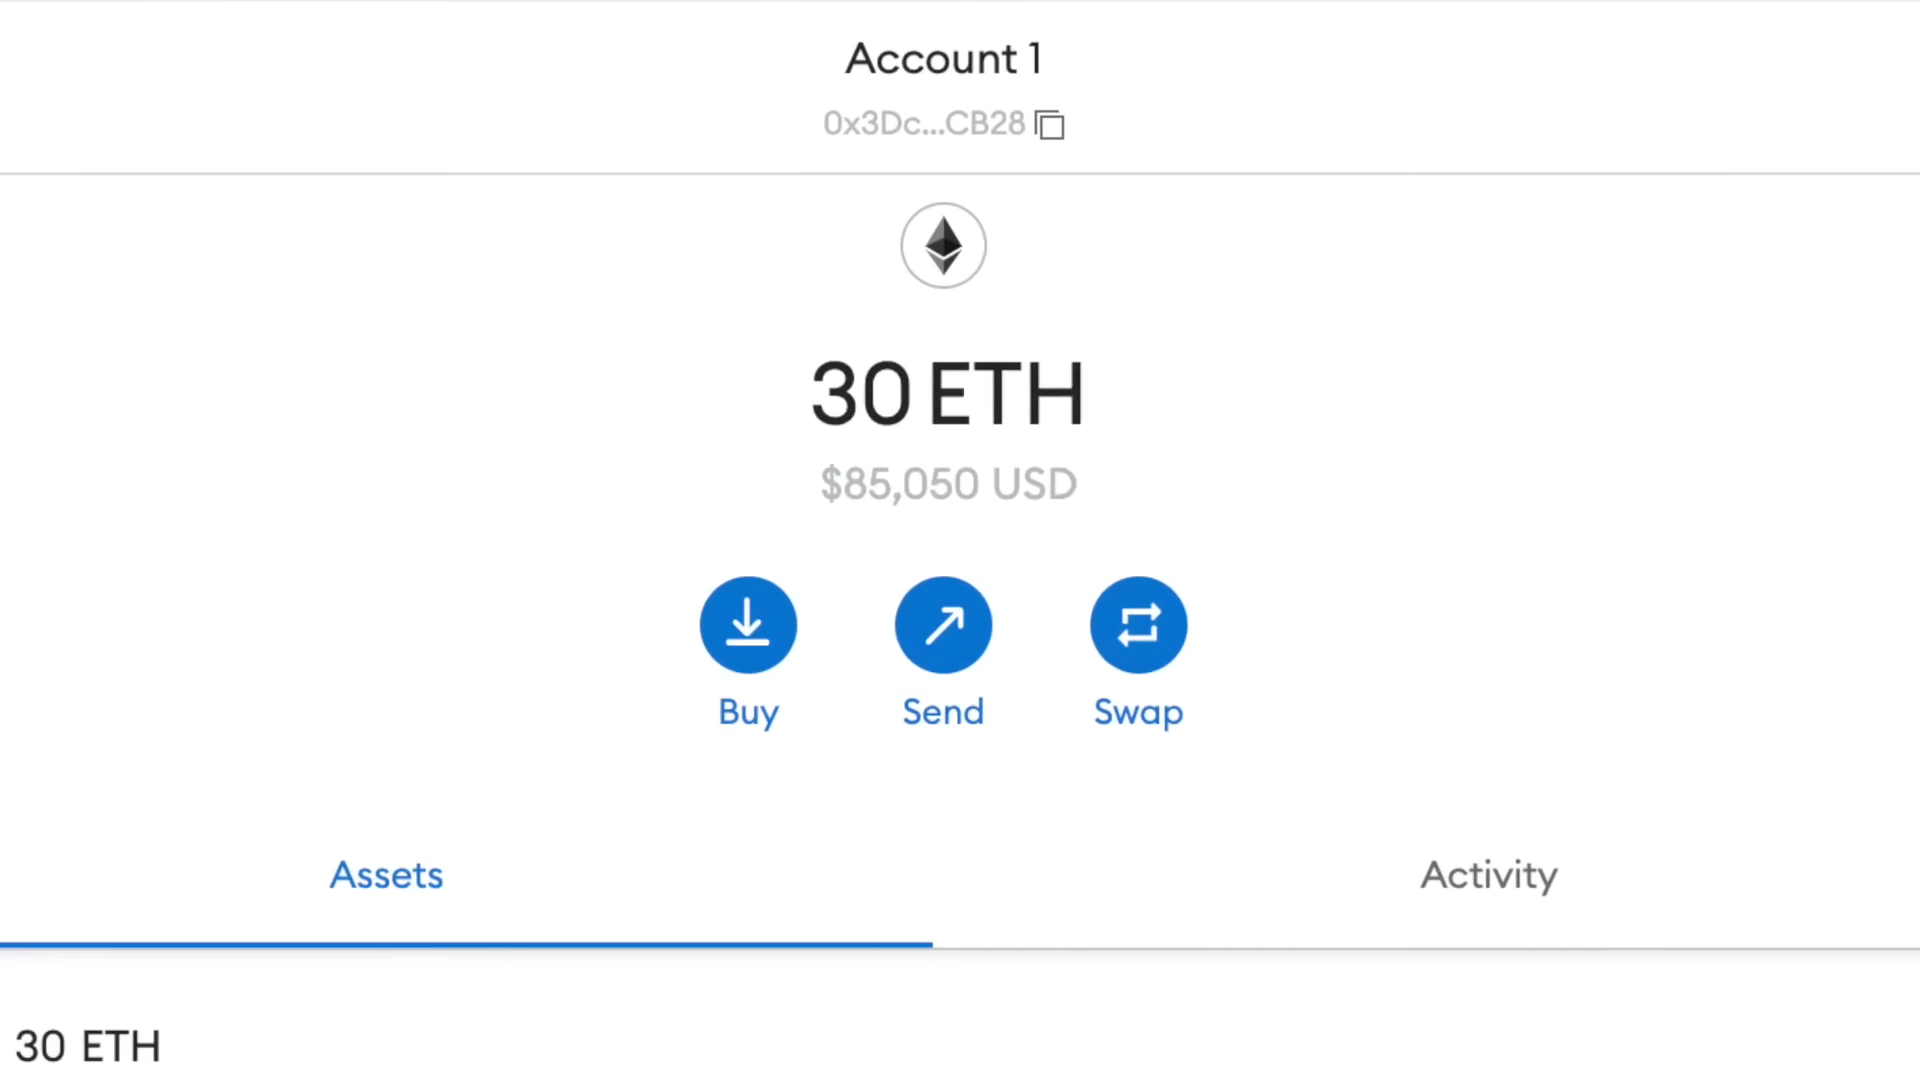 Account 1
0x3Dc...CB28
30 ETH
$85,050 USD
Buy Send Swap
Assets Activity
30 ETH